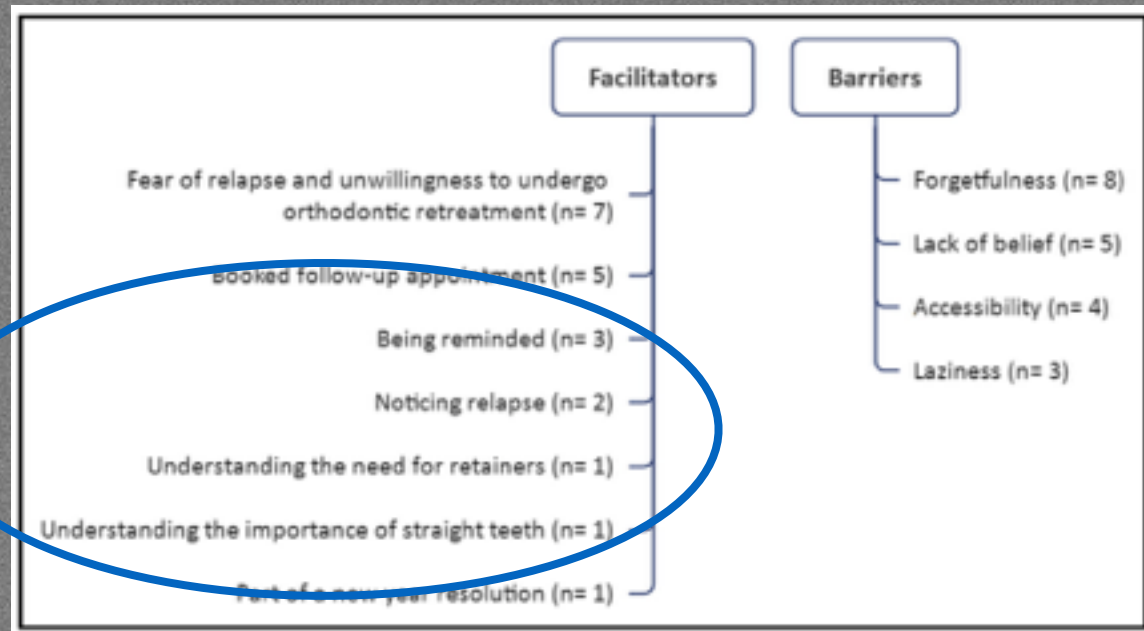 Facilitators
Fear of relapse and unwillingness to undergo
orthodontic retreatment (n= 7)
Booked follow-up appointment (n= 5)
Being reminded (n= 3)
Noticing relapse (n= 2)
Understanding the need for retainers (n= 1)
Understanding the importance of straight teeth (n= 1)
Part of a new year resolution (n= 1)
Barriers
Forgetfulness (n= 8)
Lack of belief (n= 5)
Accessibility (n= 4)
Laziness (n= 3)